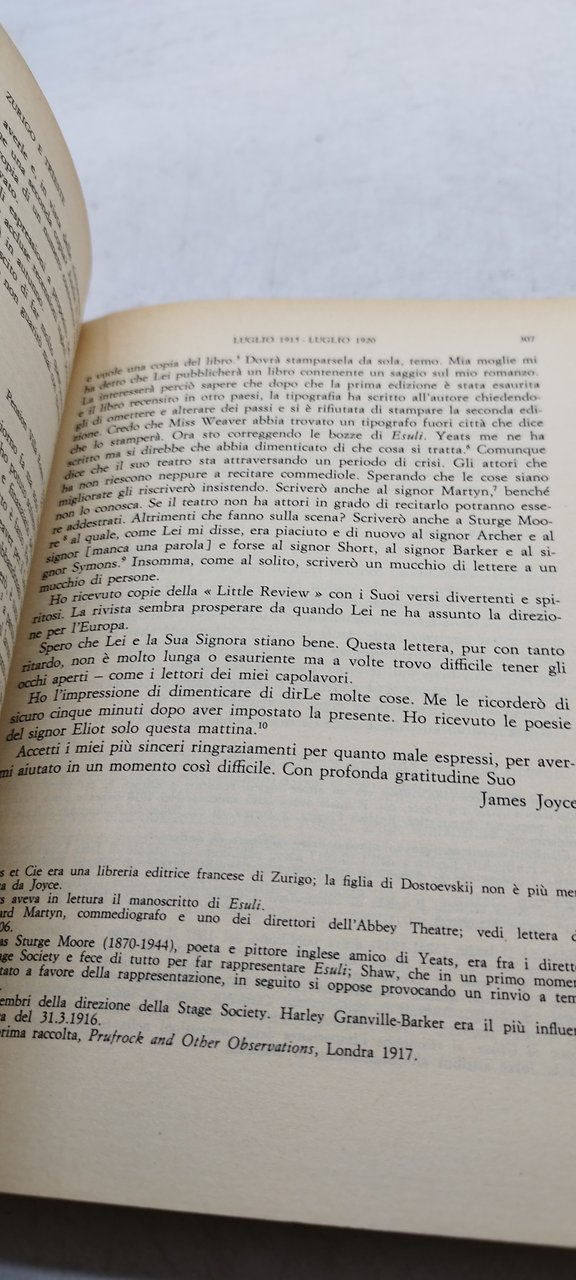 ZURIGO E TRIESTE
LUGLIO 1915 - LUGLIO 1920 307
e vuole una copia del libro.⁵ Dovrà stamparsela da sola, temo. Mia moglie mi
ha detto che Lei pubblicherà un libro contenente un saggio sul mio romanzo.
La interesserà perciò sapere che dopo che la prima edizione è stata esaurita
e il libro recensito in otto paesi, la tipografia ha scritto all'autore chiedendo-
gli di omettere e alterare dei passi e si è rifiutata di stampare la seconda edi-
zione. Credo che Miss Weaver abbia trovato un tipografo fuori città che dice
che lo stamperà. Ora sto correggendo le bozze di Esuli. Yeats me ne ha
scritto ma si direbbe che abbia dimenticato di che cosa si tratta.⁶ Comunque
dice che il suo teatro sta attraversando un periodo di crisi. Gli attori che
ha non riescono neppure a recitare commediole. Sperando che le cose siano
migliorate gli riscriverò insistendo. Scriverò anche al signor Martyn,⁷ benché
non lo conosca. Se il teatro non ha attori in grado di recitarlo potranno esse-
re addestrati. Altrimenti che fanno sulla scena? Scriverò anche a Sturge Moo-
re⁸ al quale, come Lei mi disse, era piaciuto e di nuovo al signor Archer e al
signor [manca una parola] e forse al signor Short, al signor Barker e al si-
gnor Symons.⁹ Insomma, come al solito, scriverò un mucchio di lettere a un
mucchio di persone.
Ho ricevuto copie della « Little Review » con i Suoi versi divertenti e spi-
ritosi. La rivista sembra prosperare da quando Lei ne ha assunto la direzio-
ne per l'Europa.
Spero che Lei e la Sua Signora stiano bene. Questa lettera, pur con tanto
ritardo, non è molto lunga o esauriente ma a volte trovo difficile tener gli
occhi aperti – come i lettori dei miei capolavori.
Ho l'impressione di dimenticare di dirLe molte cose. Me le ricorderò di
sicuro cinque minuti dopo aver impostato la presente. Ho ricevuto le poesie
del signor Eliot solo questa mattina.¹⁰
Accetti i miei più sinceri ringraziamenti per quanto male espressi, per aver-
mi aiutato in un momento così difficile. Con profonda gratitudine Suo
James Joyce
s et Cie era una libreria editrice francese di Zurigo; la figlia di Dostoevskij non è più men
a da Joyce.
s aveva in lettura il manoscritto di Esuli.
ard Martyn, commediografo e uno dei direttori dell'Abbey Theatre; vedi lettera d
06.
as Sturge Moore (1870-1944), poeta e pittore inglese amico di Yeats, era fra i diretto
age Society e fece di tutto per far rappresentare Esuli; Shaw, che in un primo momen
tato a favore della rappresentazione, in seguito si oppose provocando un rinvio a tem
embri della direzione della Stage Society. Harley Granville-Barker era il più influen
a del 31.3.1916.
rima raccolta, Prufrock and Other Observations, Londra 1917.